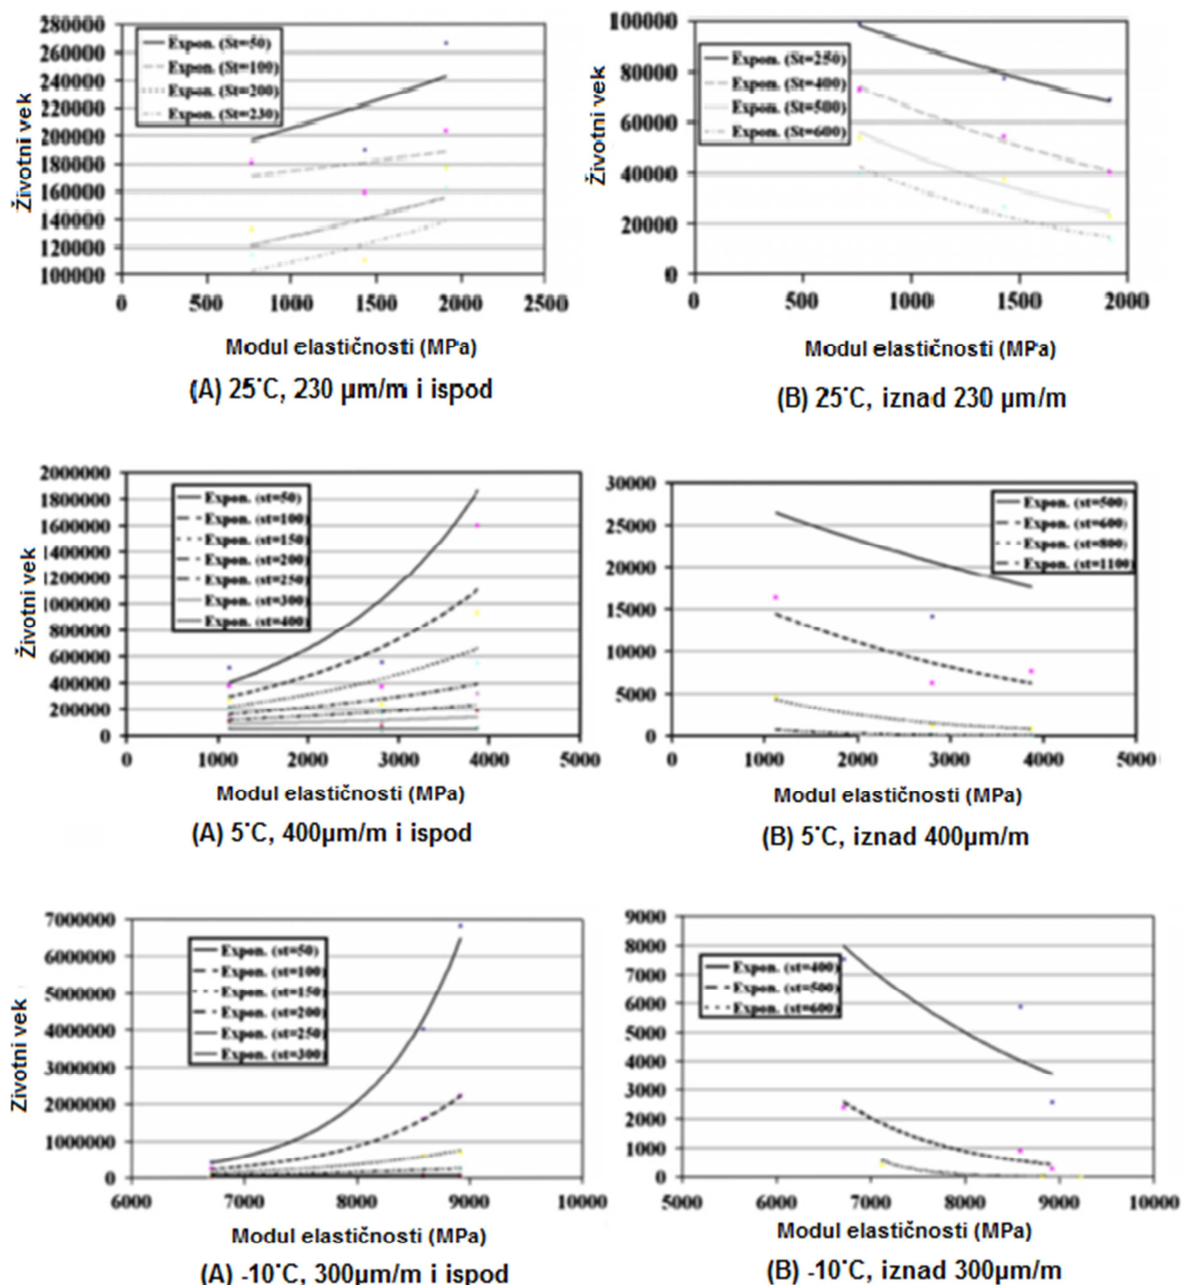 280000
260000
240000
220000
200000
180000
160000
140000
120000
100000
Životni vek
Expon. (St=50)
Expon. (St=100)
Expon. (St=200)
Expon. (St=230)
0 500 1000 1500 2000 2500
Modul elastičnosti (MPa)
(A) 25°C, 230 µm/m i ispod
100000
80000
60000
40000
20000
0
Životni vek
Expon. (St=250)
Expon. (St=400)
Expon. (St=500)
Expon. (St=600)
0 500 1000 1500 2000
Modul elastičnosti (MPa)
(B) 25°C, iznad 230 µm/m
2000000
1800000
1600000
1400000
1200000
1000000
800000
600000
400000
200000
0
Životni vek
Expon. (st=50)
Expon. (st=100)
Expon. (st=150)
Expon. (st=200)
Expon. (st=250)
Expon. (st=300)
Expon. (st=400)
0 1000 2000 3000 4000 5000
Modul elastičnosti (MPa)
(A) 5°C, 400µm/m i ispod
30000
25000
20000
15000
10000
5000
0
Životni vek
Expon. (st=500)
Expon. (st=600)
Expon. (st=800)
Expon. (st=1100)
0 1000 2000 3000 4000 5000
Modul elastičnosti (MPa)
(B) 5°C, iznad 400µm/m
7000000
6000000
5000000
4000000
3000000
2000000
1000000
0
Zivotni vek
Expon. (st=50)
Expon. (st=100)
Expon. (st=150)
Expon. (st=200)
Expon. (st=250)
Expon. (st=300)
6000 7000 8000 9000 10000
Modul elastičnosti (MPa)
(A) -10°C, 300µm/m i ispod
9000
8000
7000
6000
5000
4000
3000
2000
1000
0
Životni vek
Expon. (st=400)
Expon. (st=500)
Expon. (st=600)
5000 6000 7000 8000 9000 10000
Modul elastičnosti (MPa)
(B) -10°C, iznad 300µm/m